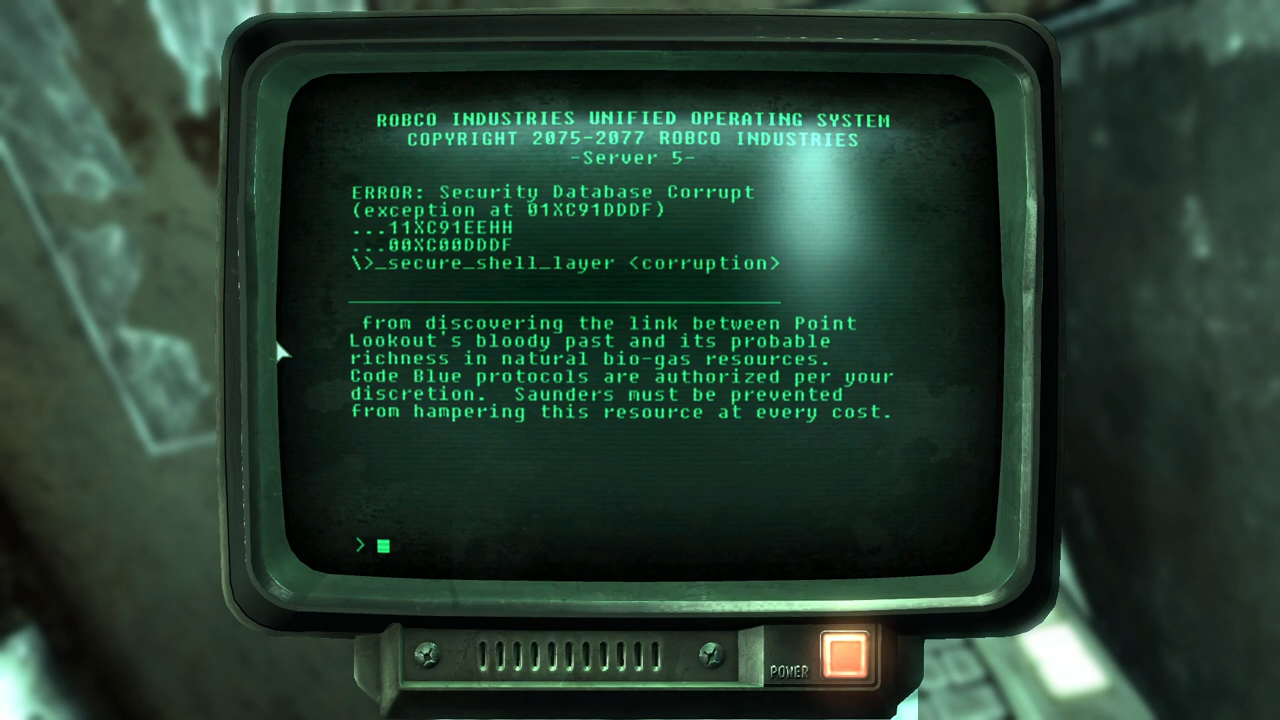 ROBCO INDUSTRIES UNIFIED OPERATING SYSTEM
COPYRIGHT 2075-2077 ROBCO INDUSTRIES
-Server 5-
ERROR: Security Database Corrupt
(exception at 01XC91DDDF)
...11XC91EEHH
...00XC00DDDF
\>_secure_shell_layer <corruption>
from discovering the link between Point
Lookout's bloody past and its probable
richness in natural bio-gas resources.
Code Blue protocols are authorized per your
discretion.  Saunders must be prevented
from hampering this resource at every cost.
>
POWER